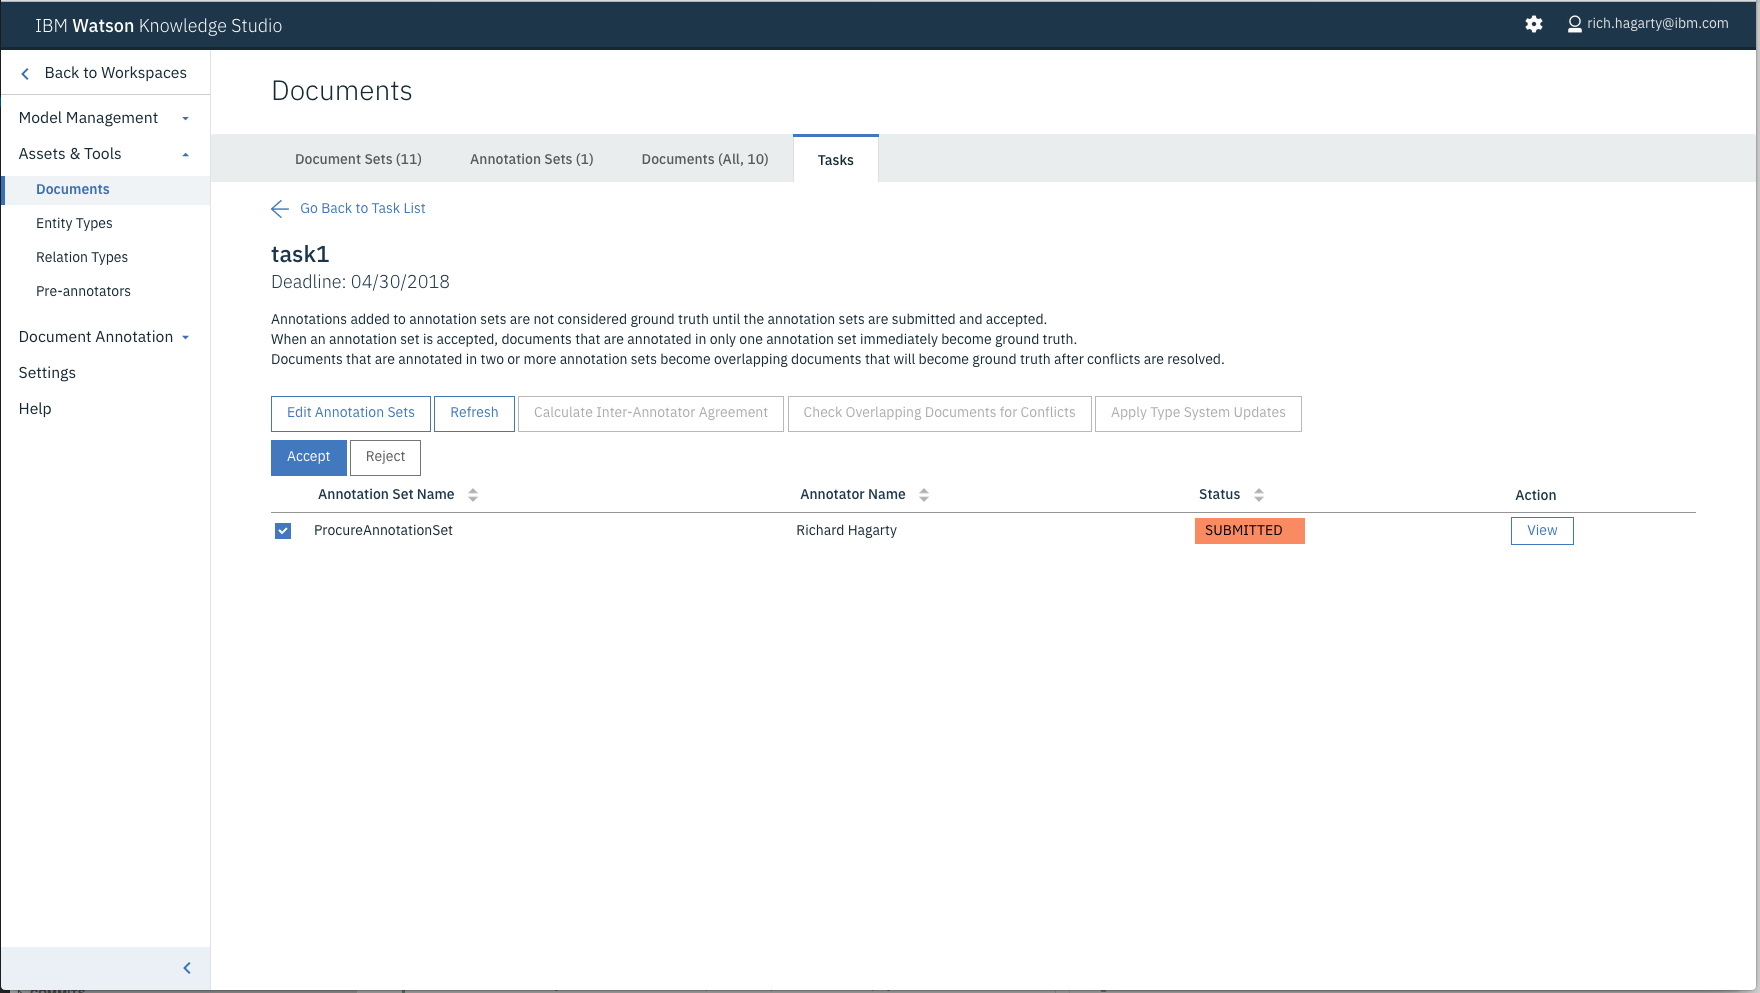 IBM Watson Knowledge Studio
rich.hagarty@ibm.com
Back to Workspaces
Model Management
Assets & Tools
Documents
Entity Types
Relation Types
Pre-annotators
Document Annotation
Settings
Help
Documents
Document Sets (11) Annotation Sets (1) Documents (All, 10) Tasks
Go Back to Task List
task1
Deadline: 04/30/2018
Annotations added to annotation sets are not considered ground truth until the annotation sets are submitted and accepted.
When an annotation set is accepted, documents that are annotated in only one annotation set immediately become ground truth.
Documents that are annotated in two or more annotation sets become overlapping documents that will become ground truth after conflicts are resolved.
Edit Annotation Sets Refresh Calculate Inter-Annotator Agreement Check Overlapping Documents for Conflicts Apply Type System Updates
Accept Reject
Annotation Set Name Annotator Name Status Action
ProcureAnnotationSet Richard Hagarty SUBMITTED View